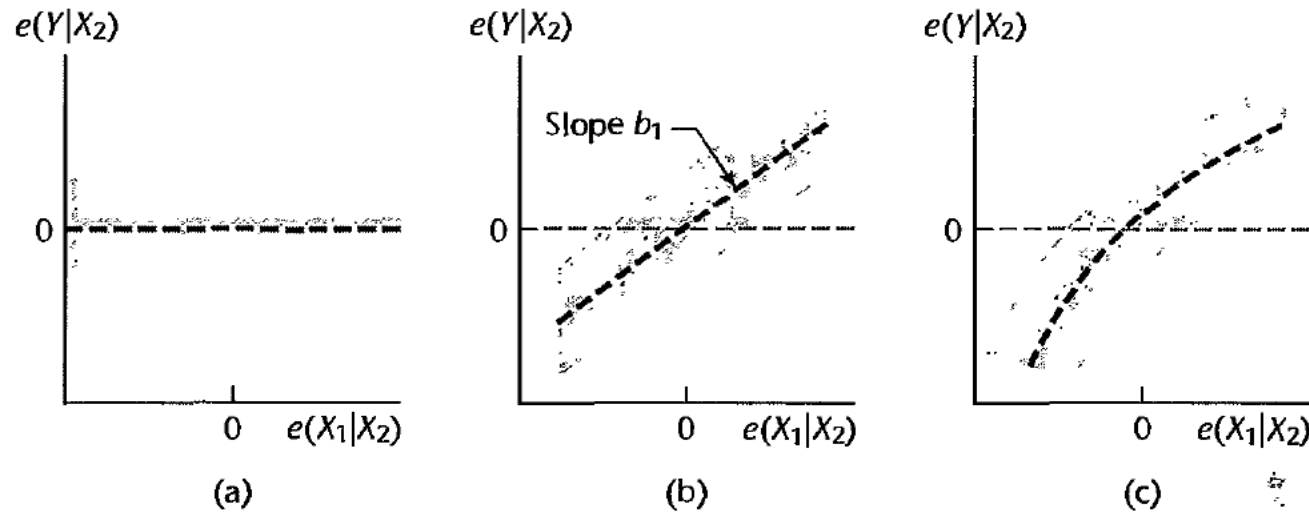 e(Y|X₂) e(Y|X₂) e(Y|X₂)
Slope b₁
0 0 0
0 e(X₁|X₂) 0 e(X₁|X₂) 0 e(X₁|X₂)
(a) (b) (c)